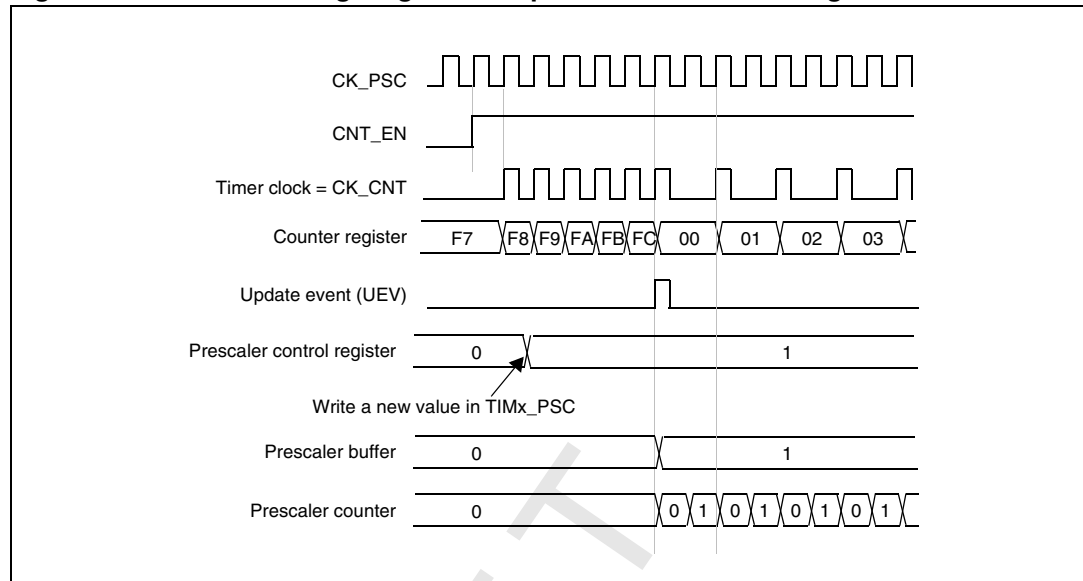 CK_PSC
CNT_EN
Timer clock = CK_CNT
Counter register F7 F8 F9 FA FB FC 00 01 02 03
Update event (UEV)
Prescaler control register 0 1
Write a new value in TIMx_PSC
Prescaler buffer 0 1
Prescaler counter 0 0 1 0 1 0 1 0 1